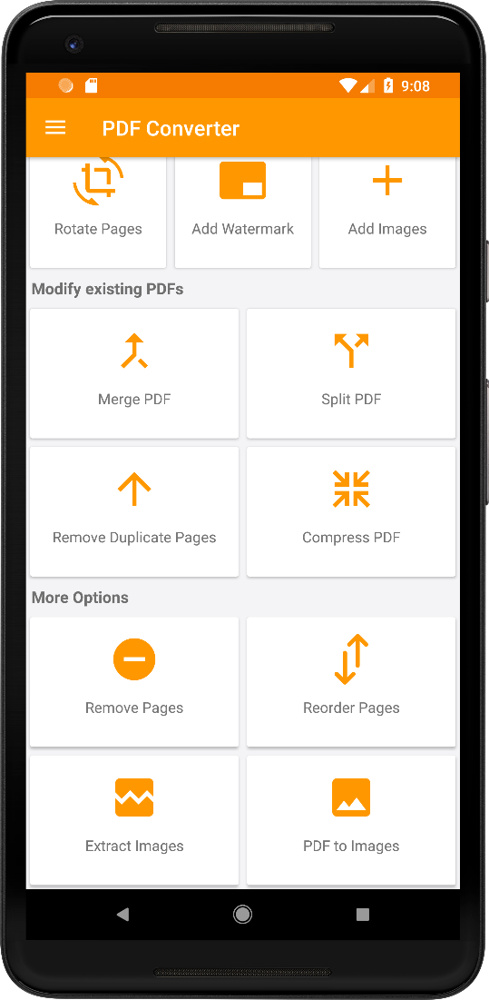 9:08
PDF Converter
Rotate Pages
Add Watermark
Add Images
Modify existing PDFs
Merge PDF
Split PDF
Remove Duplicate Pages
Compress PDF
More Options
Remove Pages
Reorder Pages
Extract Images
PDF to Images